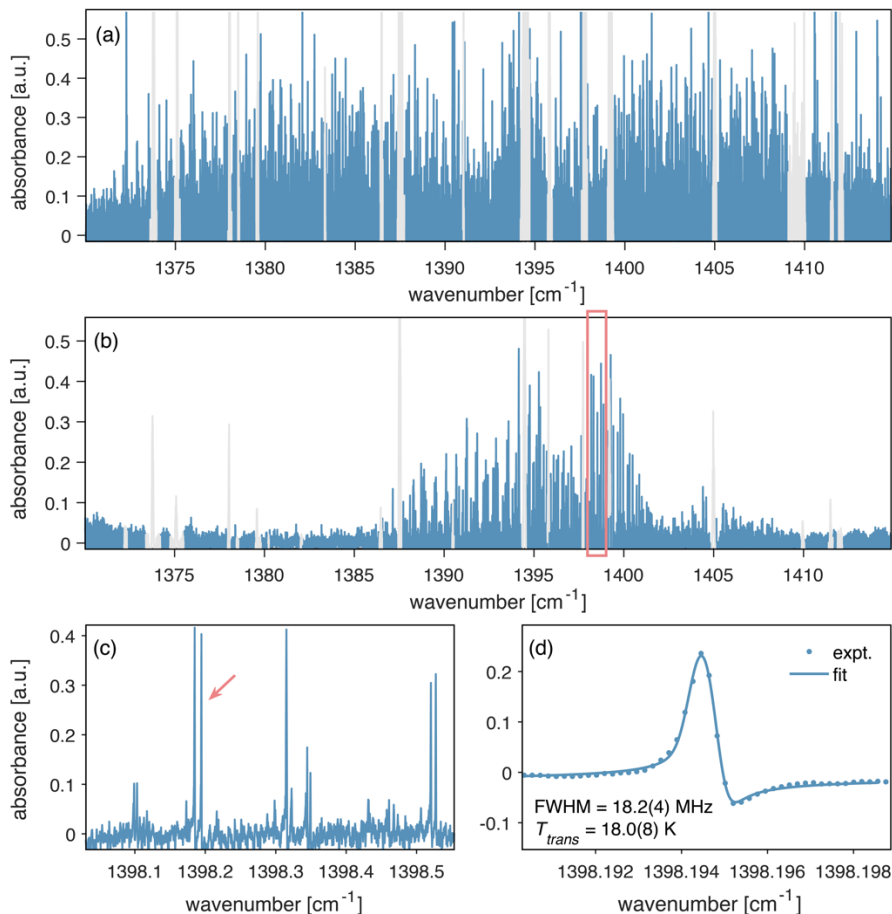 (a)
absorbance [a.u.]
0.5
0.4
0.3
0.2
0.1
0
1375 1380 1385 1390 1395 1400 1405 1410
wavenumber [cm⁻¹]
(b)
absorbance [a.u.]
0.5
0.4
0.3
0.2
0.1
0
1375 1380 1385 1390 1395 1400 1405 1410
wavenumber [cm⁻¹]
(c)
absorbance [a.u.]
0.4
0.3
0.2
0.1
0
1398.1 1398.2 1398.3 1398.4 1398.5
wavenumber [cm⁻¹]
(d)
expt.
fit
0.2
0.1
0
-0.1
FWHM = 18.2(4) MHz
T_trans = 18.0(8) K
1398.192 1398.194 1398.196 1398.198
wavenumber [cm⁻¹]